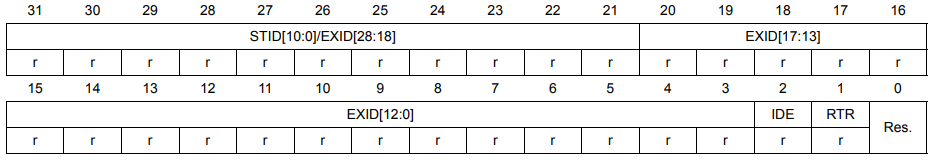 31 30 29 28 27 26 25 24 23 22 21 20 19 18 17 16
STID[10:0]/EXID[28:18] EXID[17:13]
r r r r r r r r r r r r r r r r
15 14 13 12 11 10 9 8 7 6 5 4 3 2 1 0
EXID[12:0] IDE RTR Res.
r r r r r r r r r r r r r r r